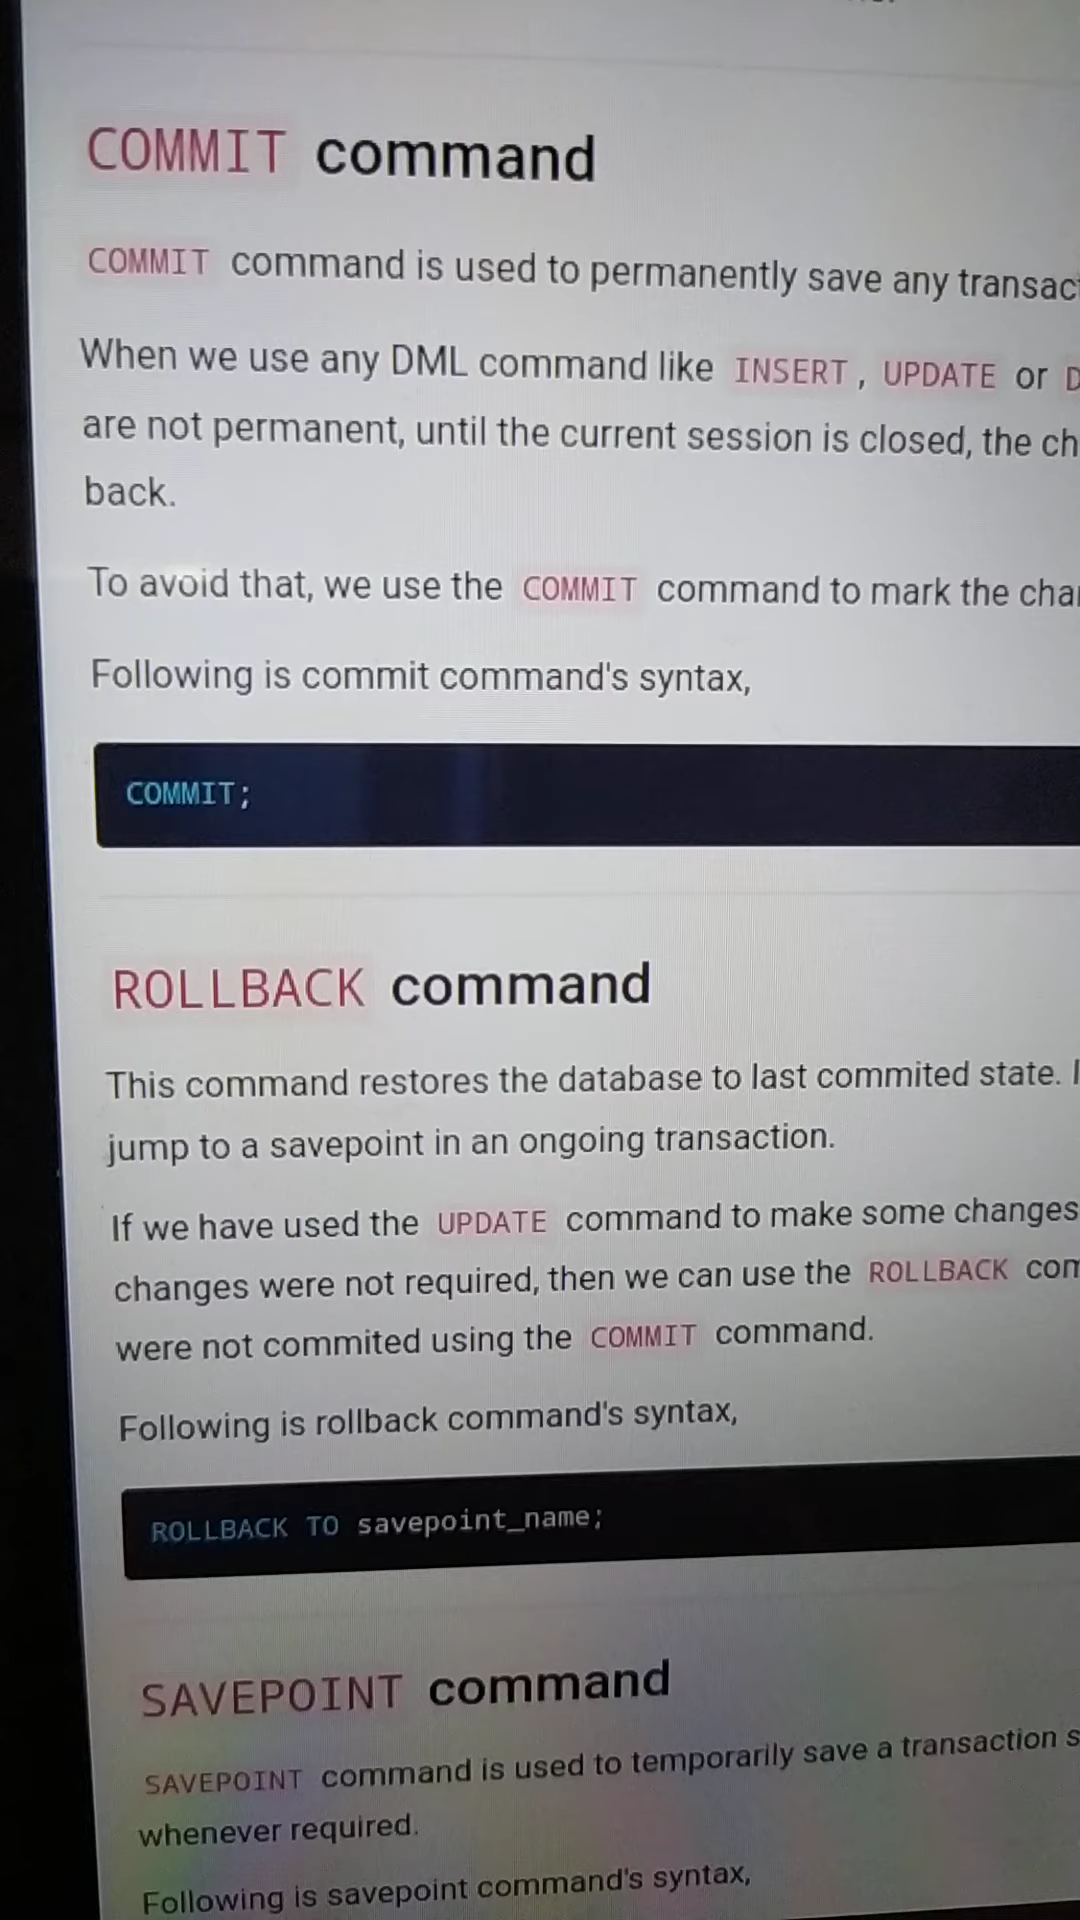 COMMIT command
COMMIT command is used to permanently save any
When we use any DML command like INSERT, UPDATE or
are not permanent, until the current session is closed, the
back.
To avoid that, we use the COMMIT command to mark the
Following is commit command's syntax,
COMMIT;
ROLLBACK command
This command restores the database to last commited state.
jump to a savepoint in an ongoing transaction.
If we have used the UPDATE command to make some changes
changes were not required, then we can use the ROLLBACK
were not commited using the COMMIT command.
Following is rollback command's syntax,
ROLLBACK TO savepoint_name;
SAVEPOINT command
SAVEPOINT command is used to temporarily save a transaction
whenever required.
Following is savepoint command's syntax,